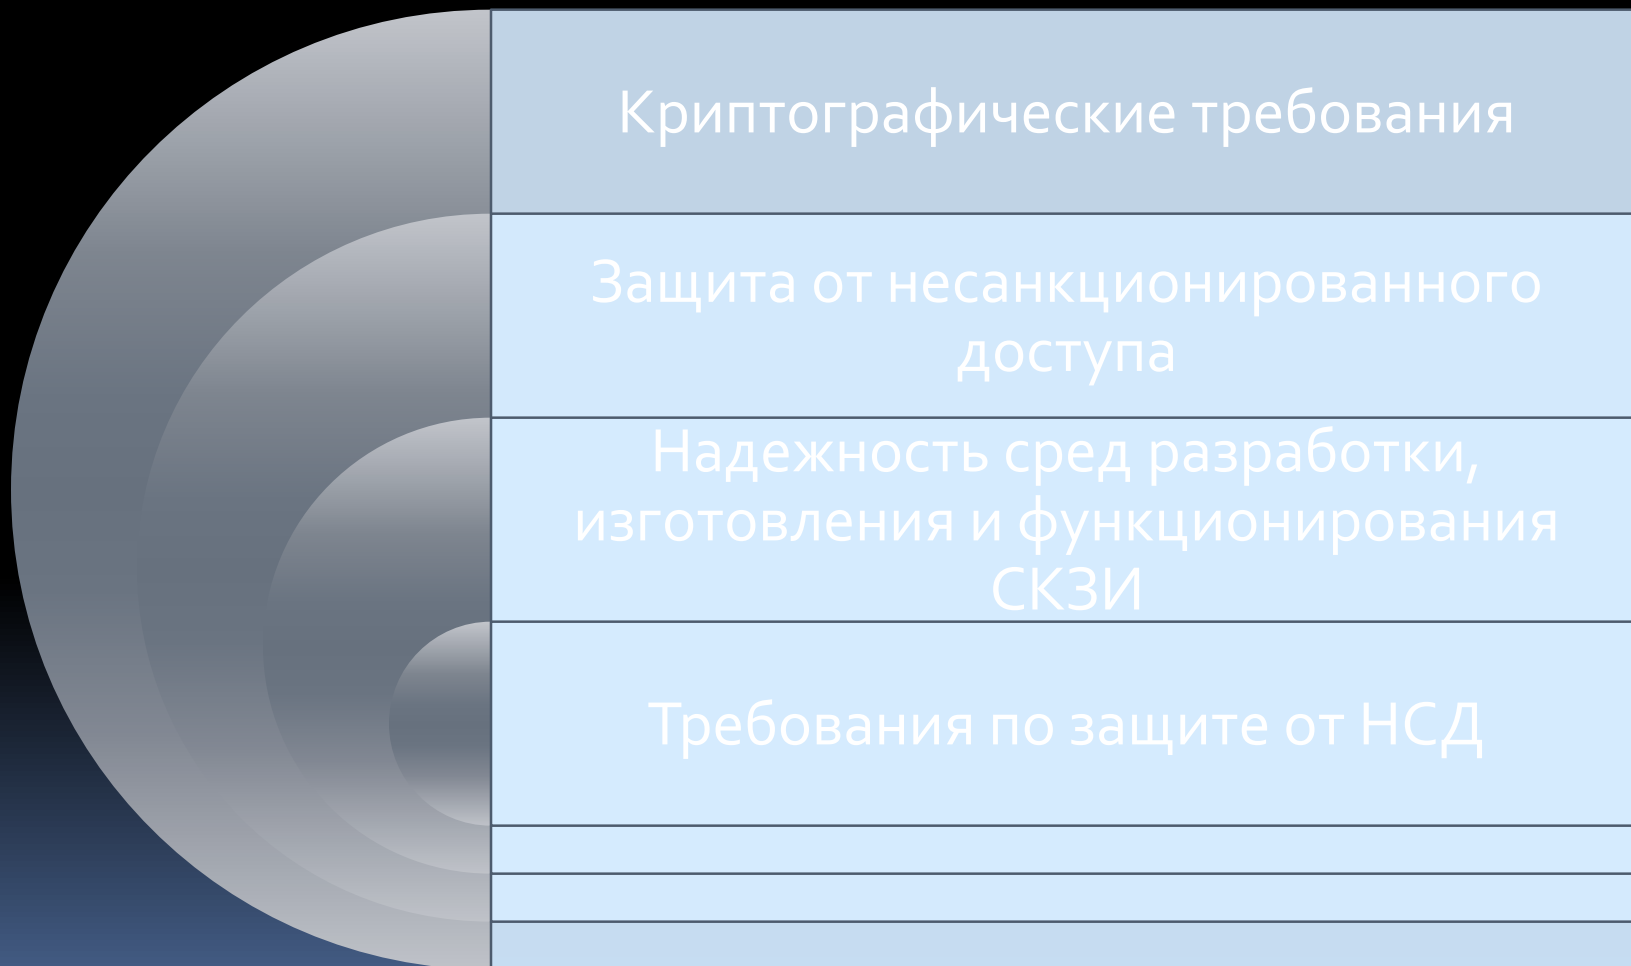 Криптографические требования
Защита от несанкционированного
доступа
Надежность сред разработки,
изготовления и функционирования
СКЗИ
Требования по защите от НСД